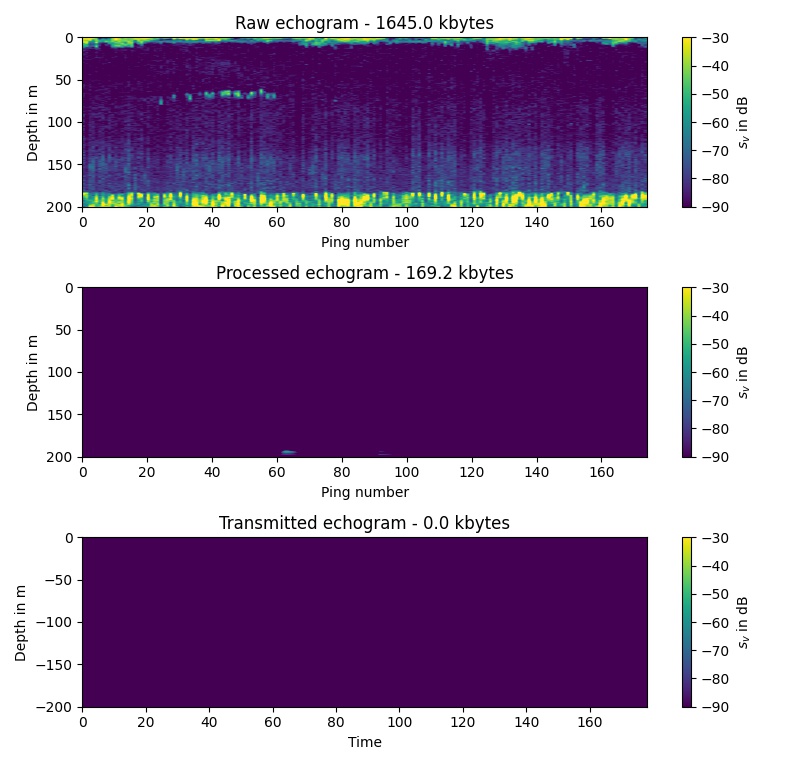 Raw echogram - 1645.0 kbytes
0
50
100
150
200
Depth in m
0 20 40 60 80 100 120 140 160
Ping number
−30
−40
−50
−60
−70
−80
−90
sv in dB
Processed echogram - 169.2 kbytes
0
50
100
150
200
Depth in m
0 20 40 60 80 100 120 140 160
Ping number
−30
−40
−50
−60
−70
−80
−90
sv in dB
Transmitted echogram - 0.0 kbytes
0
−50
−100
−150
−200
Depth in m
0 20 40 60 80 100 120 140 160
Time
−30
−40
−50
−60
−70
−80
−90
sv in dB